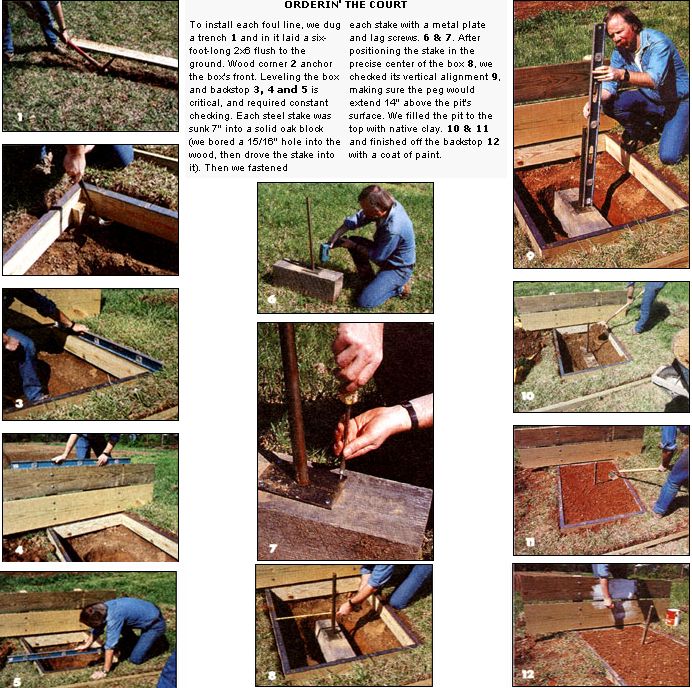 ORDERIN' THE COURT
To install each foul line, we dug
a trench 1 and in it laid a six-
foot-long 2x6 flush to the
ground. Wood corner 2 anchor
the box's front. Leveling the box
and backstop 3, 4 and 5 is
critical, and required constant
checking. Each steel stake was
sunk 7" into a solid oak block
(we bored a 15/16" hole into the
wood, then drove the stake into
it). Then we fastened
each stake with a metal plate
and lag screws. 6 & 7. After
positioning the stake in the
precise center of the box 8, we
checked its vertical alignment 9,
making sure the peg would
extend 14" above the pit's
surface. We filled the pit to the
top with native clay. 10 & 11
and finished off the backstop 12
with a coat of paint.
1
2
3
4
5
6
7
8
9
10
11
12